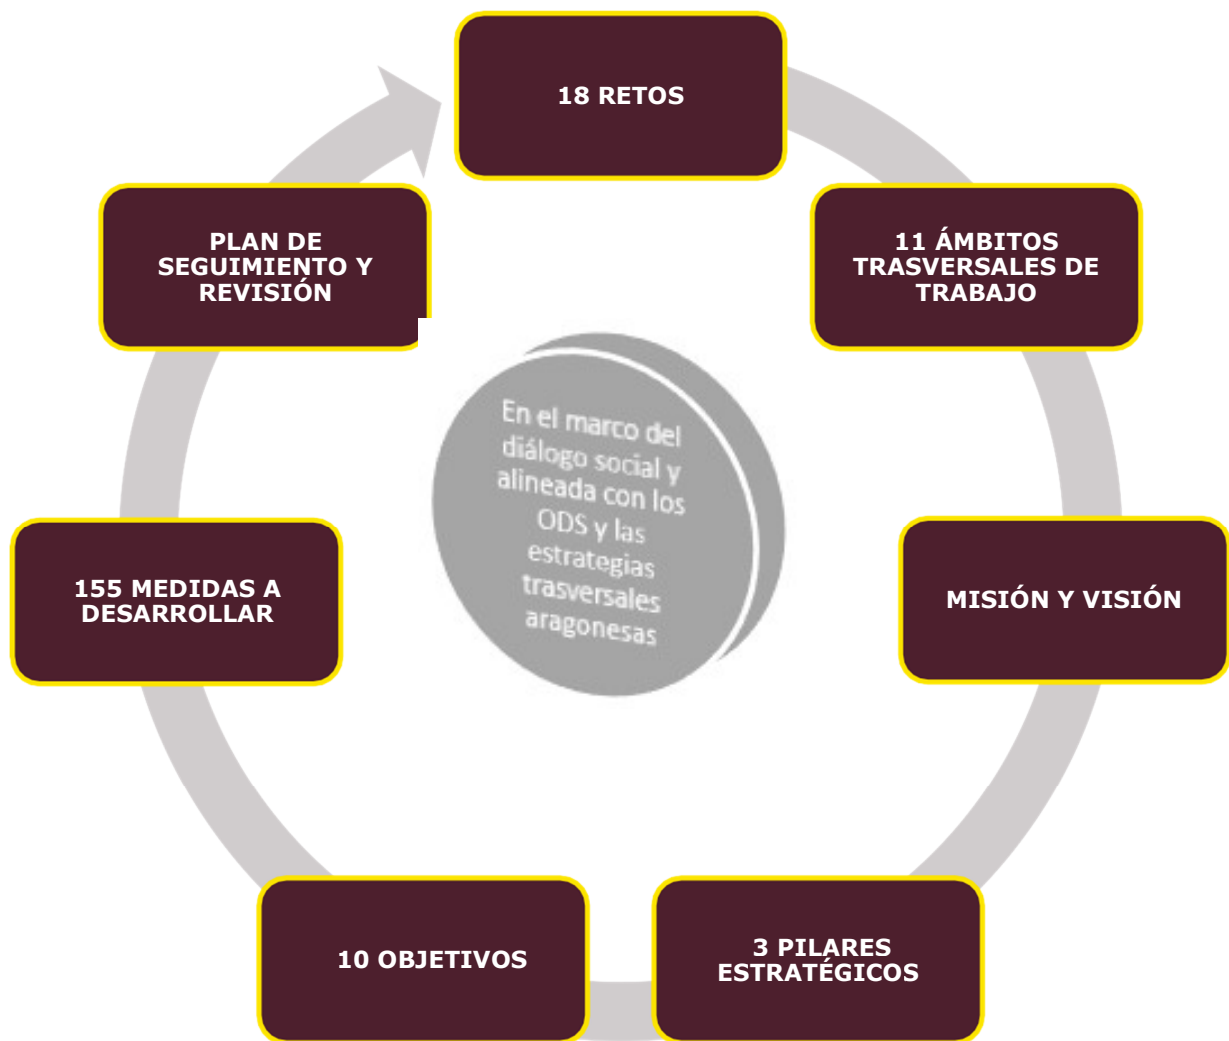 18 RETOS
11 ÁMBITOS
TRASVERSALES DE
TRABAJO
MISIÓN Y VISIÓN
3 PILARES
ESTRATÉGICOS
10 OBJETIVOS
155 MEDIDAS A
DESARROLLAR
PLAN DE
SEGUIMIENTO Y
REVISIÓN
En el marco del
diálogo social y
alineada con los
ODS y las
estrategias
trasversales
aragonesas